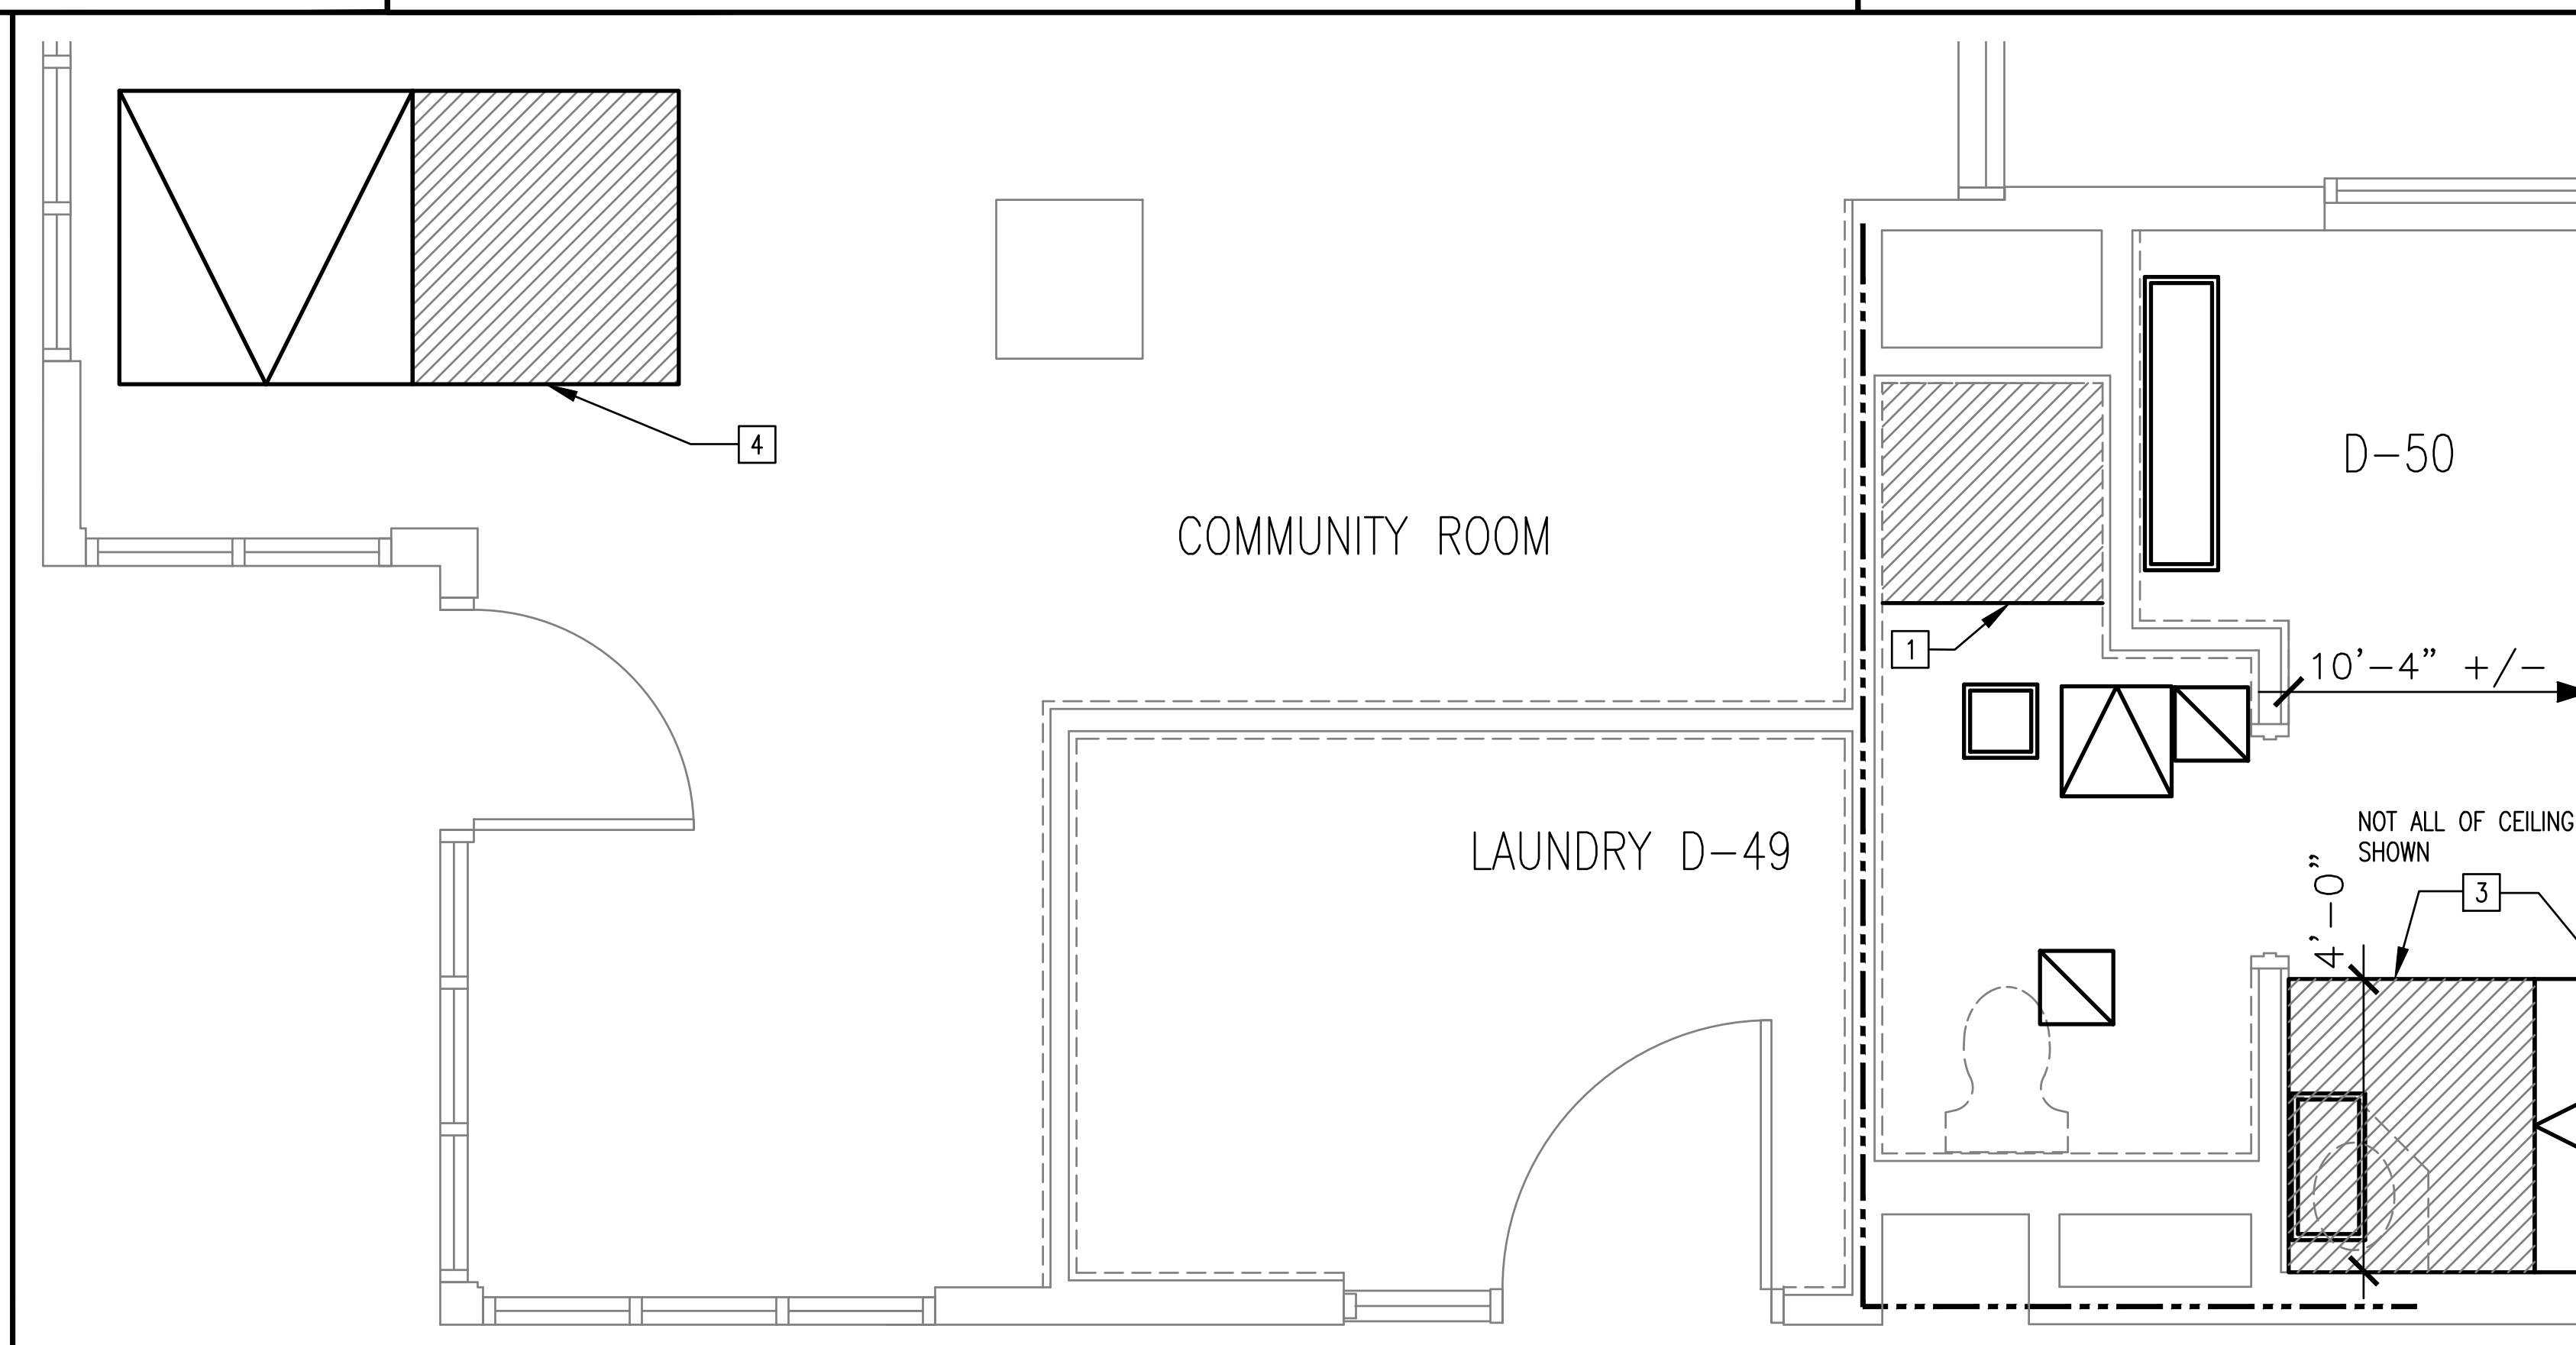 D-50
4
COMMUNITY ROOM
1
10’-4” +/-
NOT ALL OF CEILING
SHOWN
LAUNDRY D-49
3
4’-0”